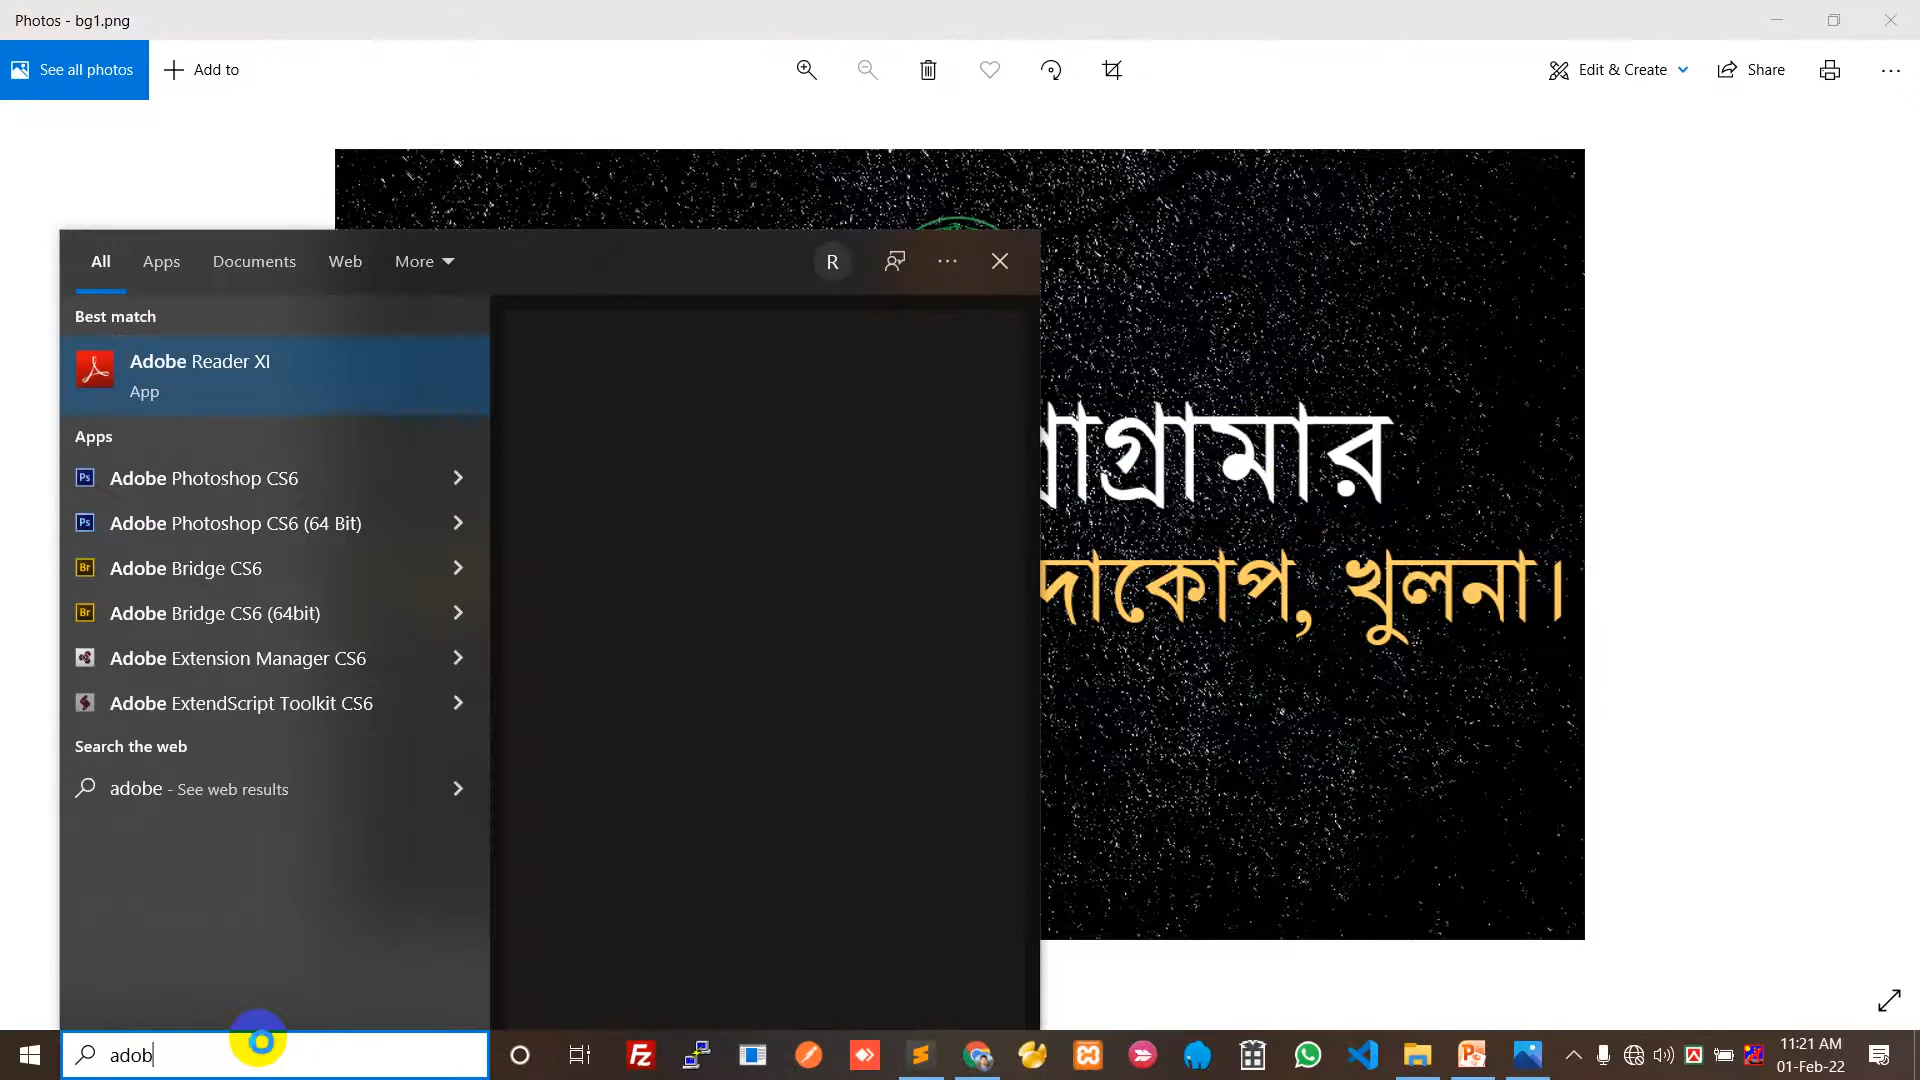 Photos - bg1.png
See all photos
Add to
Edit & Create
Share
All
Apps
Documents
Web
More
R
Best match
Adobe Reader XI
App
Apps
Adobe Photoshop CS6
Adobe Photoshop CS6 (64 Bit)
Adobe Bridge CS6
Adobe Bridge CS6 (64bit)
Adobe Extension Manager CS6
Adobe ExtendScript Toolkit CS6
Search the web
adobe - See web results
দাকোপ, খুলনা।
adob
11:21 AM
01-Feb-22